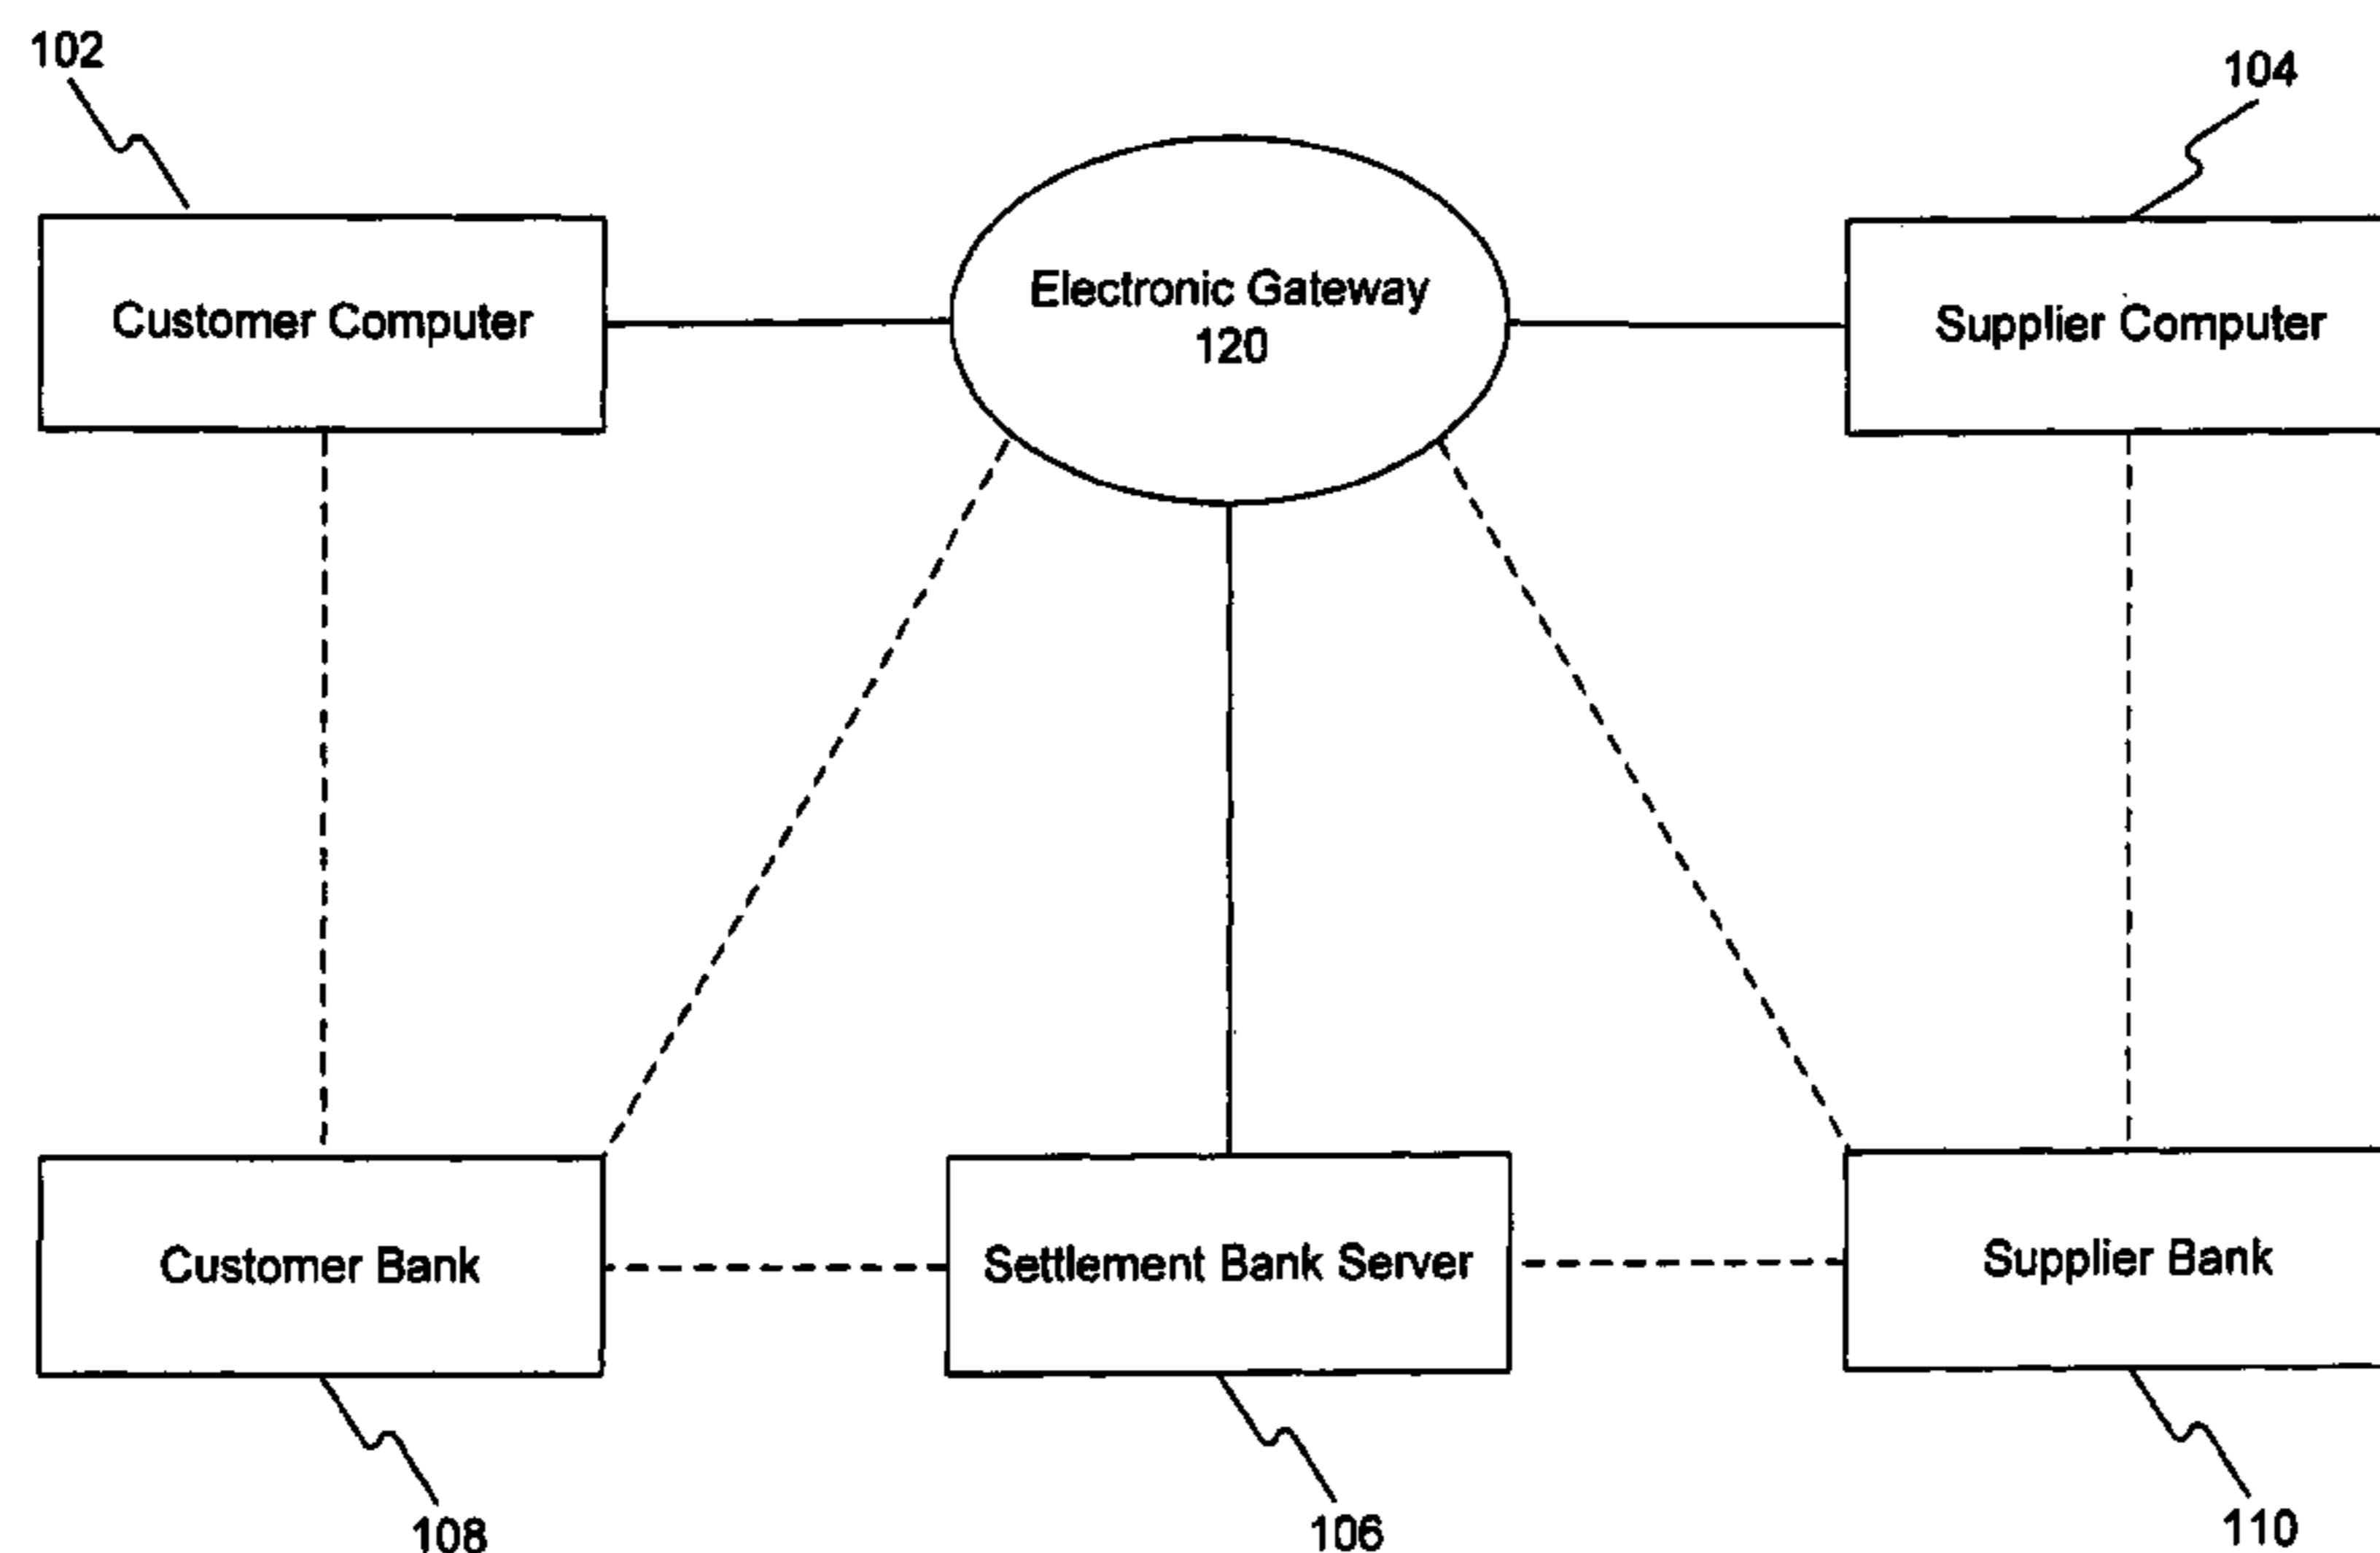 102
104
Electronic Gateway
120
Customer Computer
Supplier Computer
Customer Bank
Settlement Bank Server
Supplier Bank
108
106
110